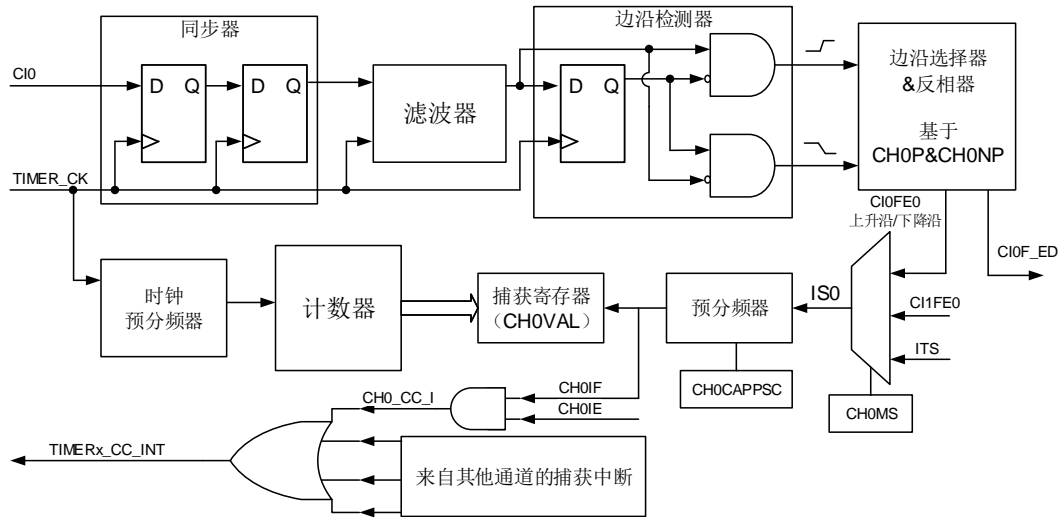 同步器
边沿检测器
CI0
D Q
D Q
滤波器
D Q
边沿选择器
&反相器
基于
CH0P&CH0NP
TIMER_CK
CI0FE0
上升沿/下降沿
CI0F_ED
时钟
预分频器
计数器
捕获寄存器
（CH0VAL）
预分频器
IS0
CI1FE0
ITS
CH0CAPPSC
CH0MS
CH0_CC_I
CH0IF
CH0IE
TIMERx_CC_INT
来自其他通道的捕获中断